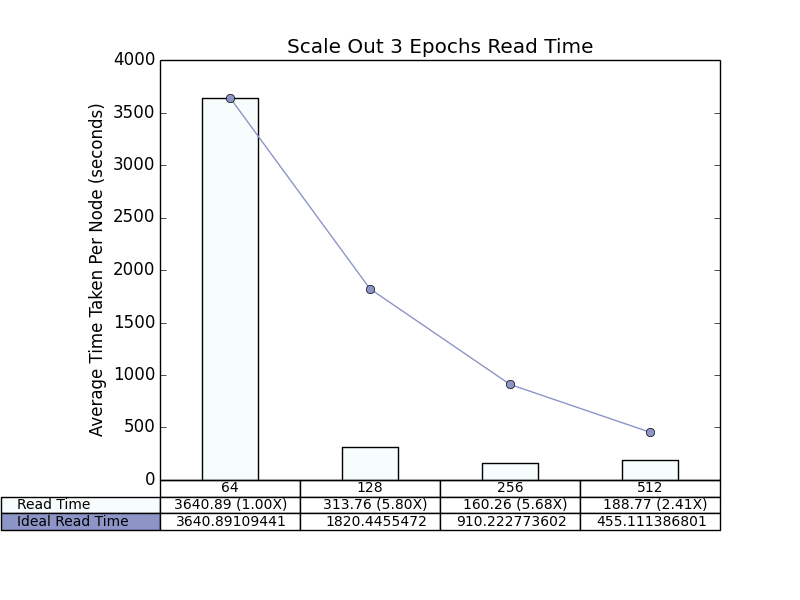 Scale Out 3 Epochs Read Time
Average Time Taken Per Node (seconds)
4000
3500
3000
2500
2000
1500
1000
500
0
64 128 256 512
Read Time 3640.89 (1.00X) 313.76 (5.80X) 160.26 (5.68X) 188.77 (2.41X)
Ideal Read Time 3640.89109441 1820.4455472 910.222773602 455.111386801